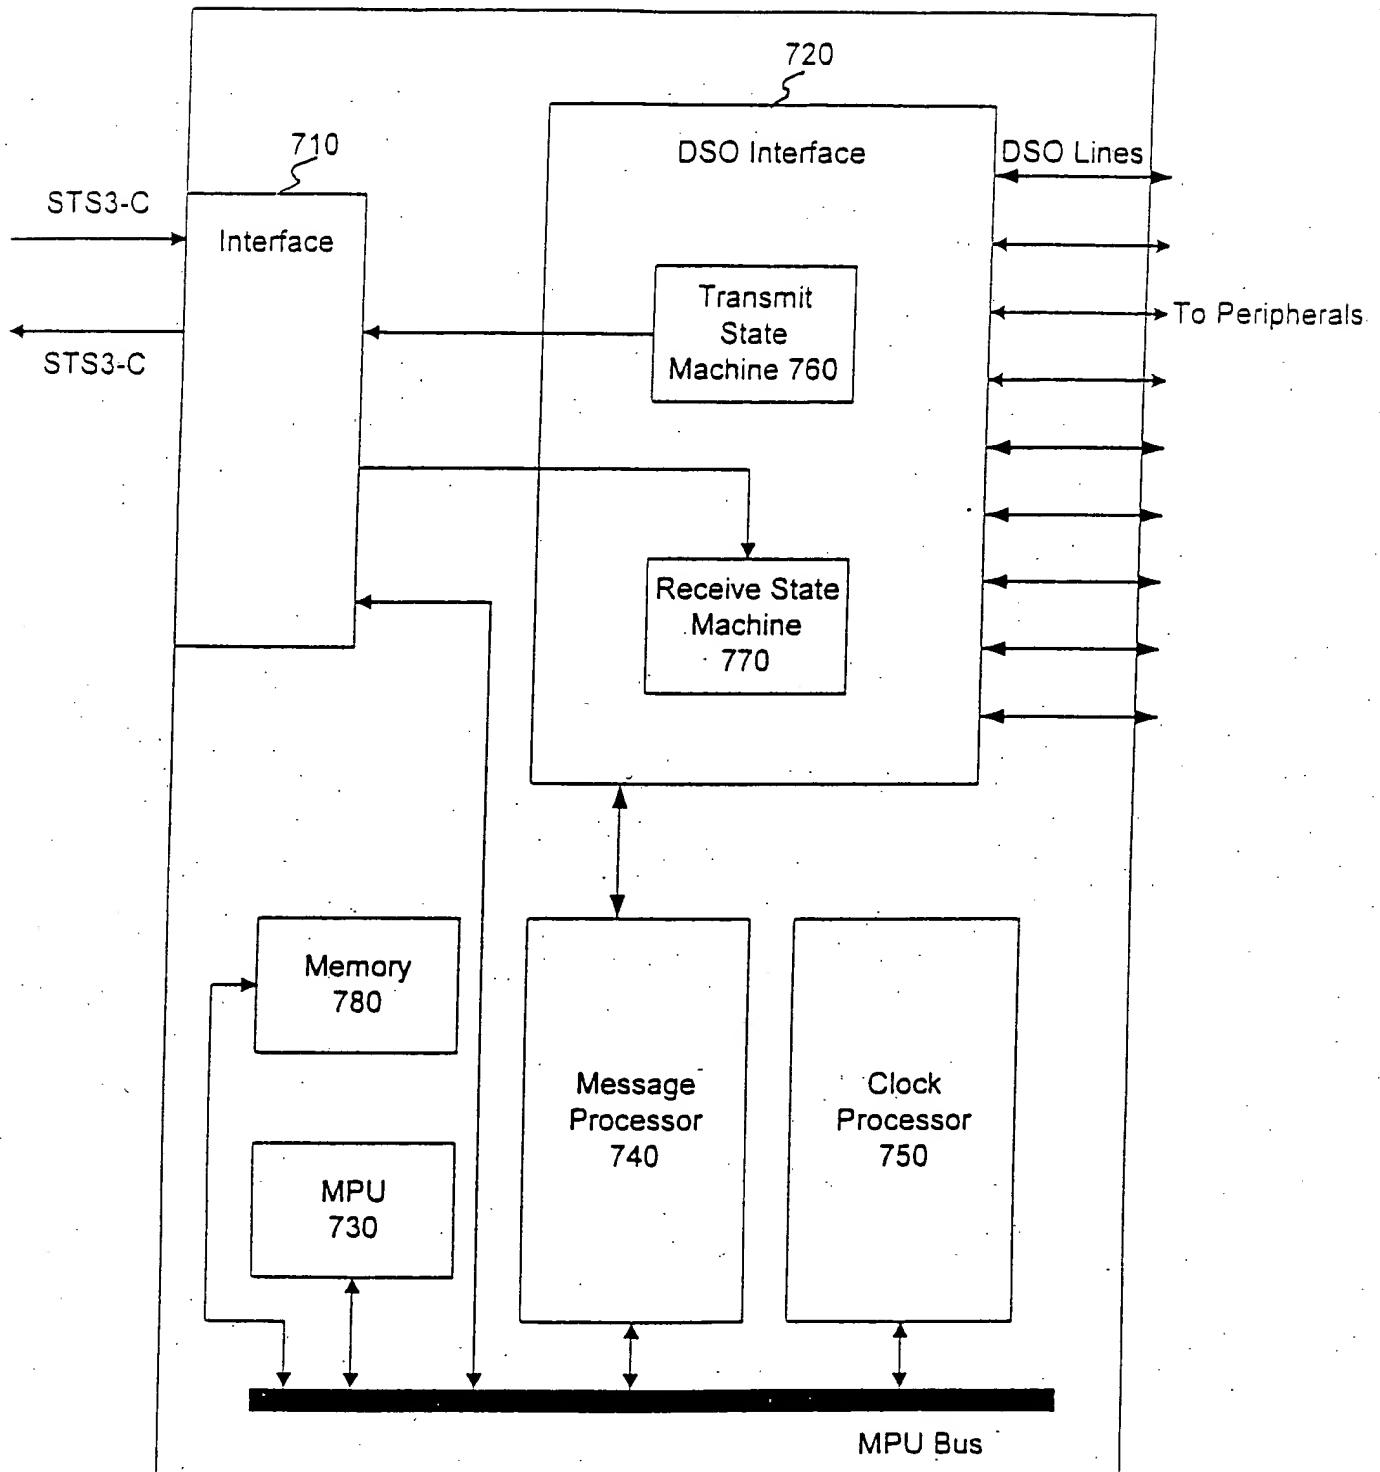 720
710
DSO Interface
DSO Lines
STS3-C
Interface
Transmit
State
Machine 760
To Peripherals
STS3-C
Receive State
Machine
770
Memory
780
Message
Processor
740
Clock
Processor
750
MPU
730
MPU Bus